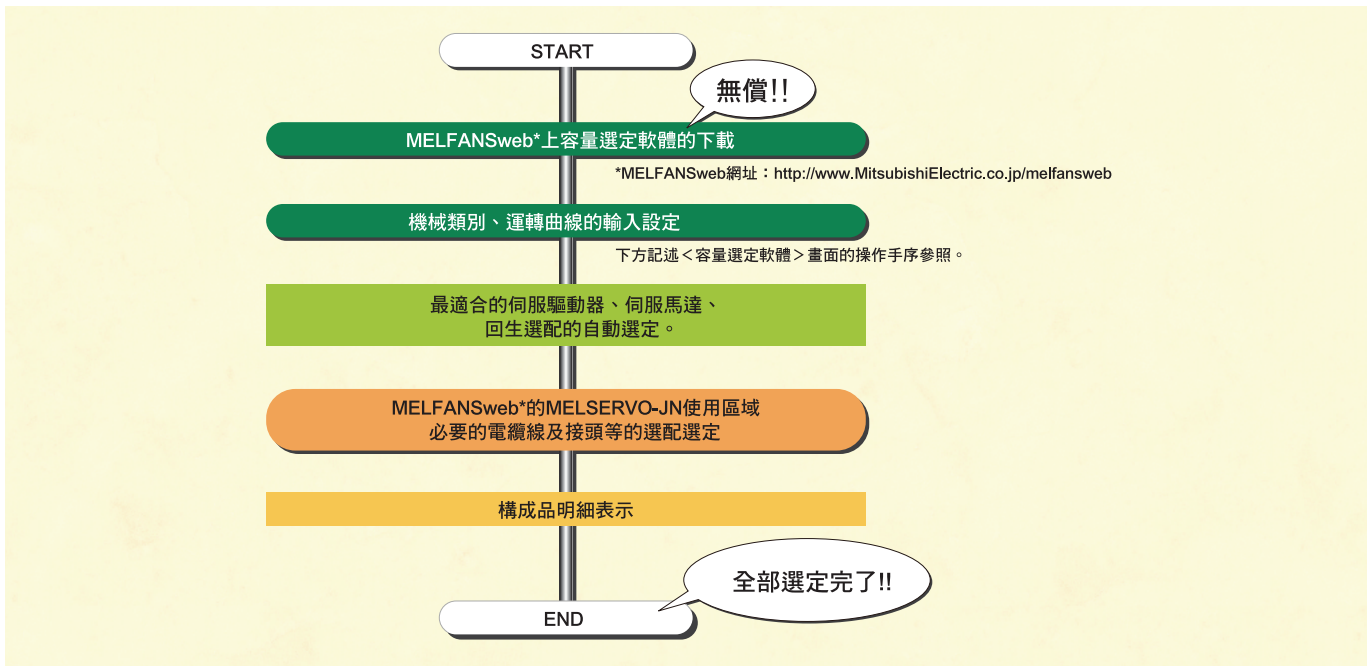 START
無償!!
MELFANSweb*上容量選定軟體的下載
*MELFANSweb網址：http://www.MitsubishiElectric.co.jp/melfansweb
機械類別、運轉曲線的輸入設定
下方記述＜容量選定軟體＞畫面的操作手序參照。
最適合的伺服驅動器、伺服馬達、
回生選配的自動選定。
MELFANSweb*的MELSERVO-JN使用區域
必要的電纜線及接頭等的選配選定
構成品明細表示
全部選定完了!!
END